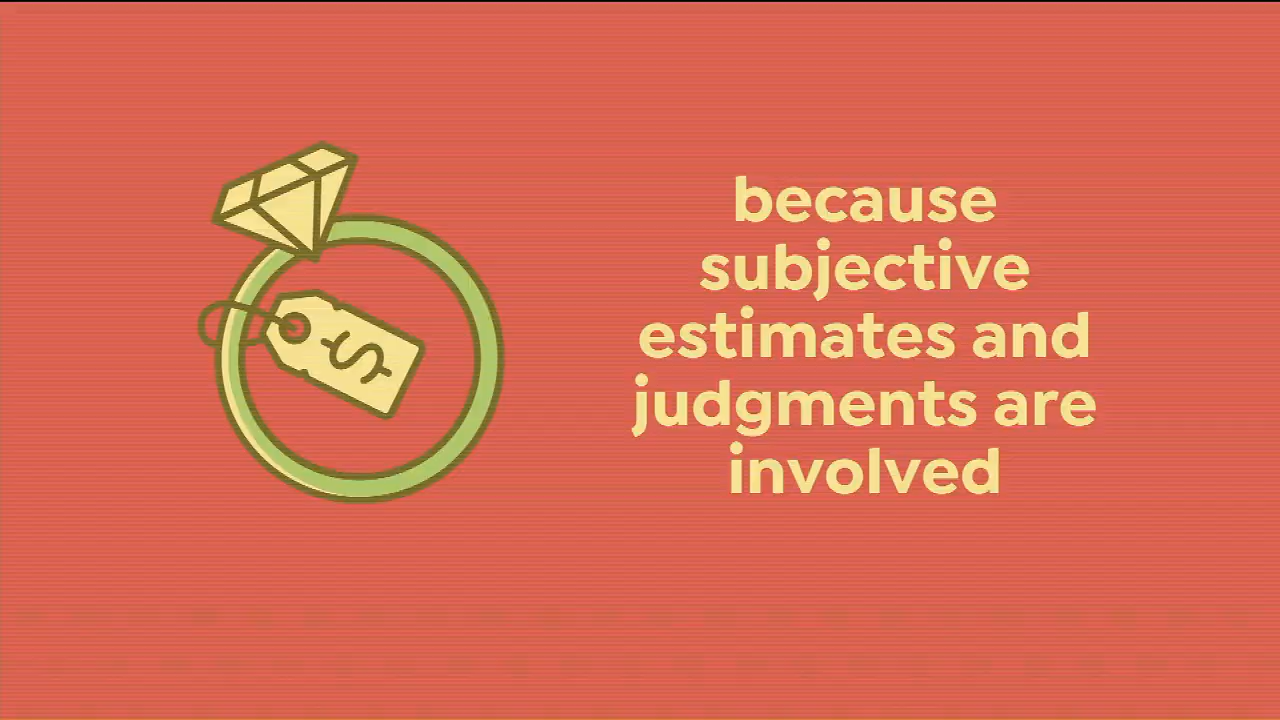 $
because
subjective
estimates and
judgments are
involved